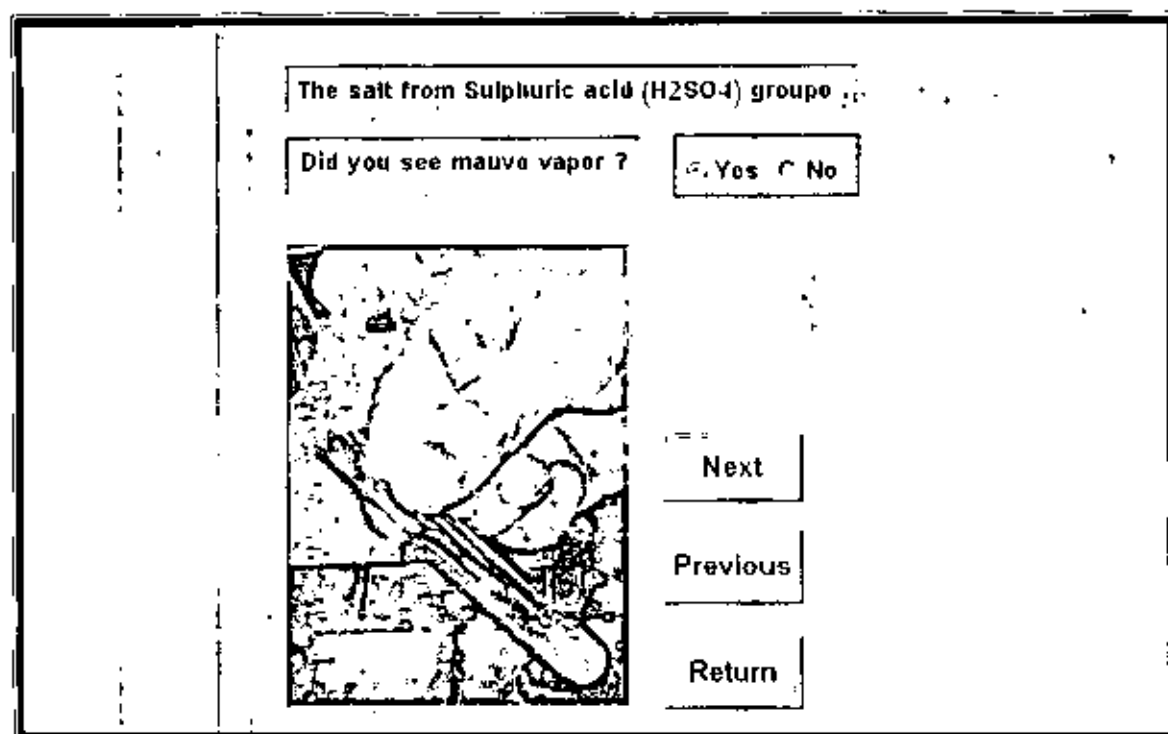 The salt from Sulphuric acid (H2SO4) groupe
Did you see mauve vapor ?
Yes No
Next
Previous
Return